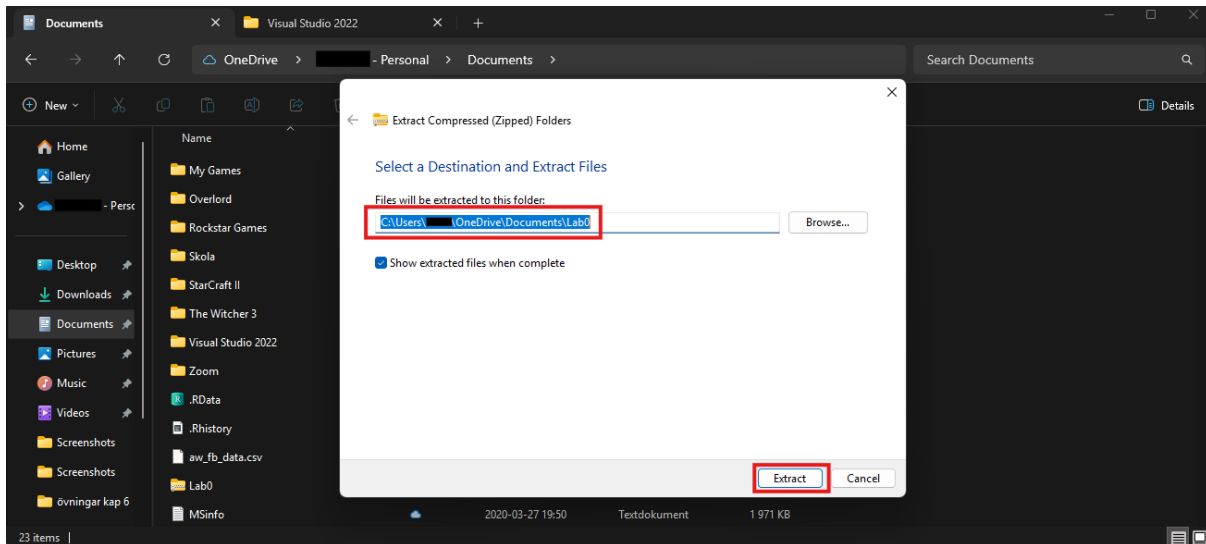 Documents
Visual Studio 2022
OneDrive > - Personal > Documents >
Search Documents
New
Details
Home
Gallery
- Persc
Desktop
Downloads
Documents
Pictures
Music
Videos
Screenshots
Screenshots
övningar kap 6
Name
My Games
Overlord
Rockstar Games
Skola
StarCraft II
The Witcher 3
Visual Studio 2022
Zoom
.RData
.Rhistory
aw_fb_data.csv
Lab0
MSinfo 2020-03-27 19:50 Textdokument 1 971 KB
Extract Compressed (Zipped) Folders
Select a Destination and Extract Files
Files will be extracted to this folder:
C:\Users\ \OneDrive\Documents\Lab0
Browse...
Show extracted files when complete
Extract Cancel
23 items